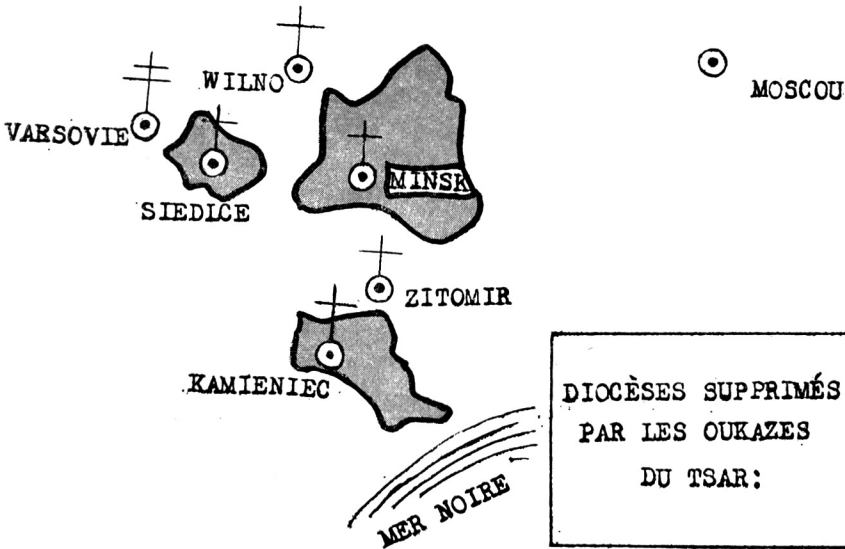 WILNO
MOSCOU
VARSOVIE
MINSK
SIEDICE
ZITOMIR
KAMIENIEC
DIOCÈSES SUPPRIMÉS
PAR LES OUKAZES
DU TSAR:
MER NOIRE